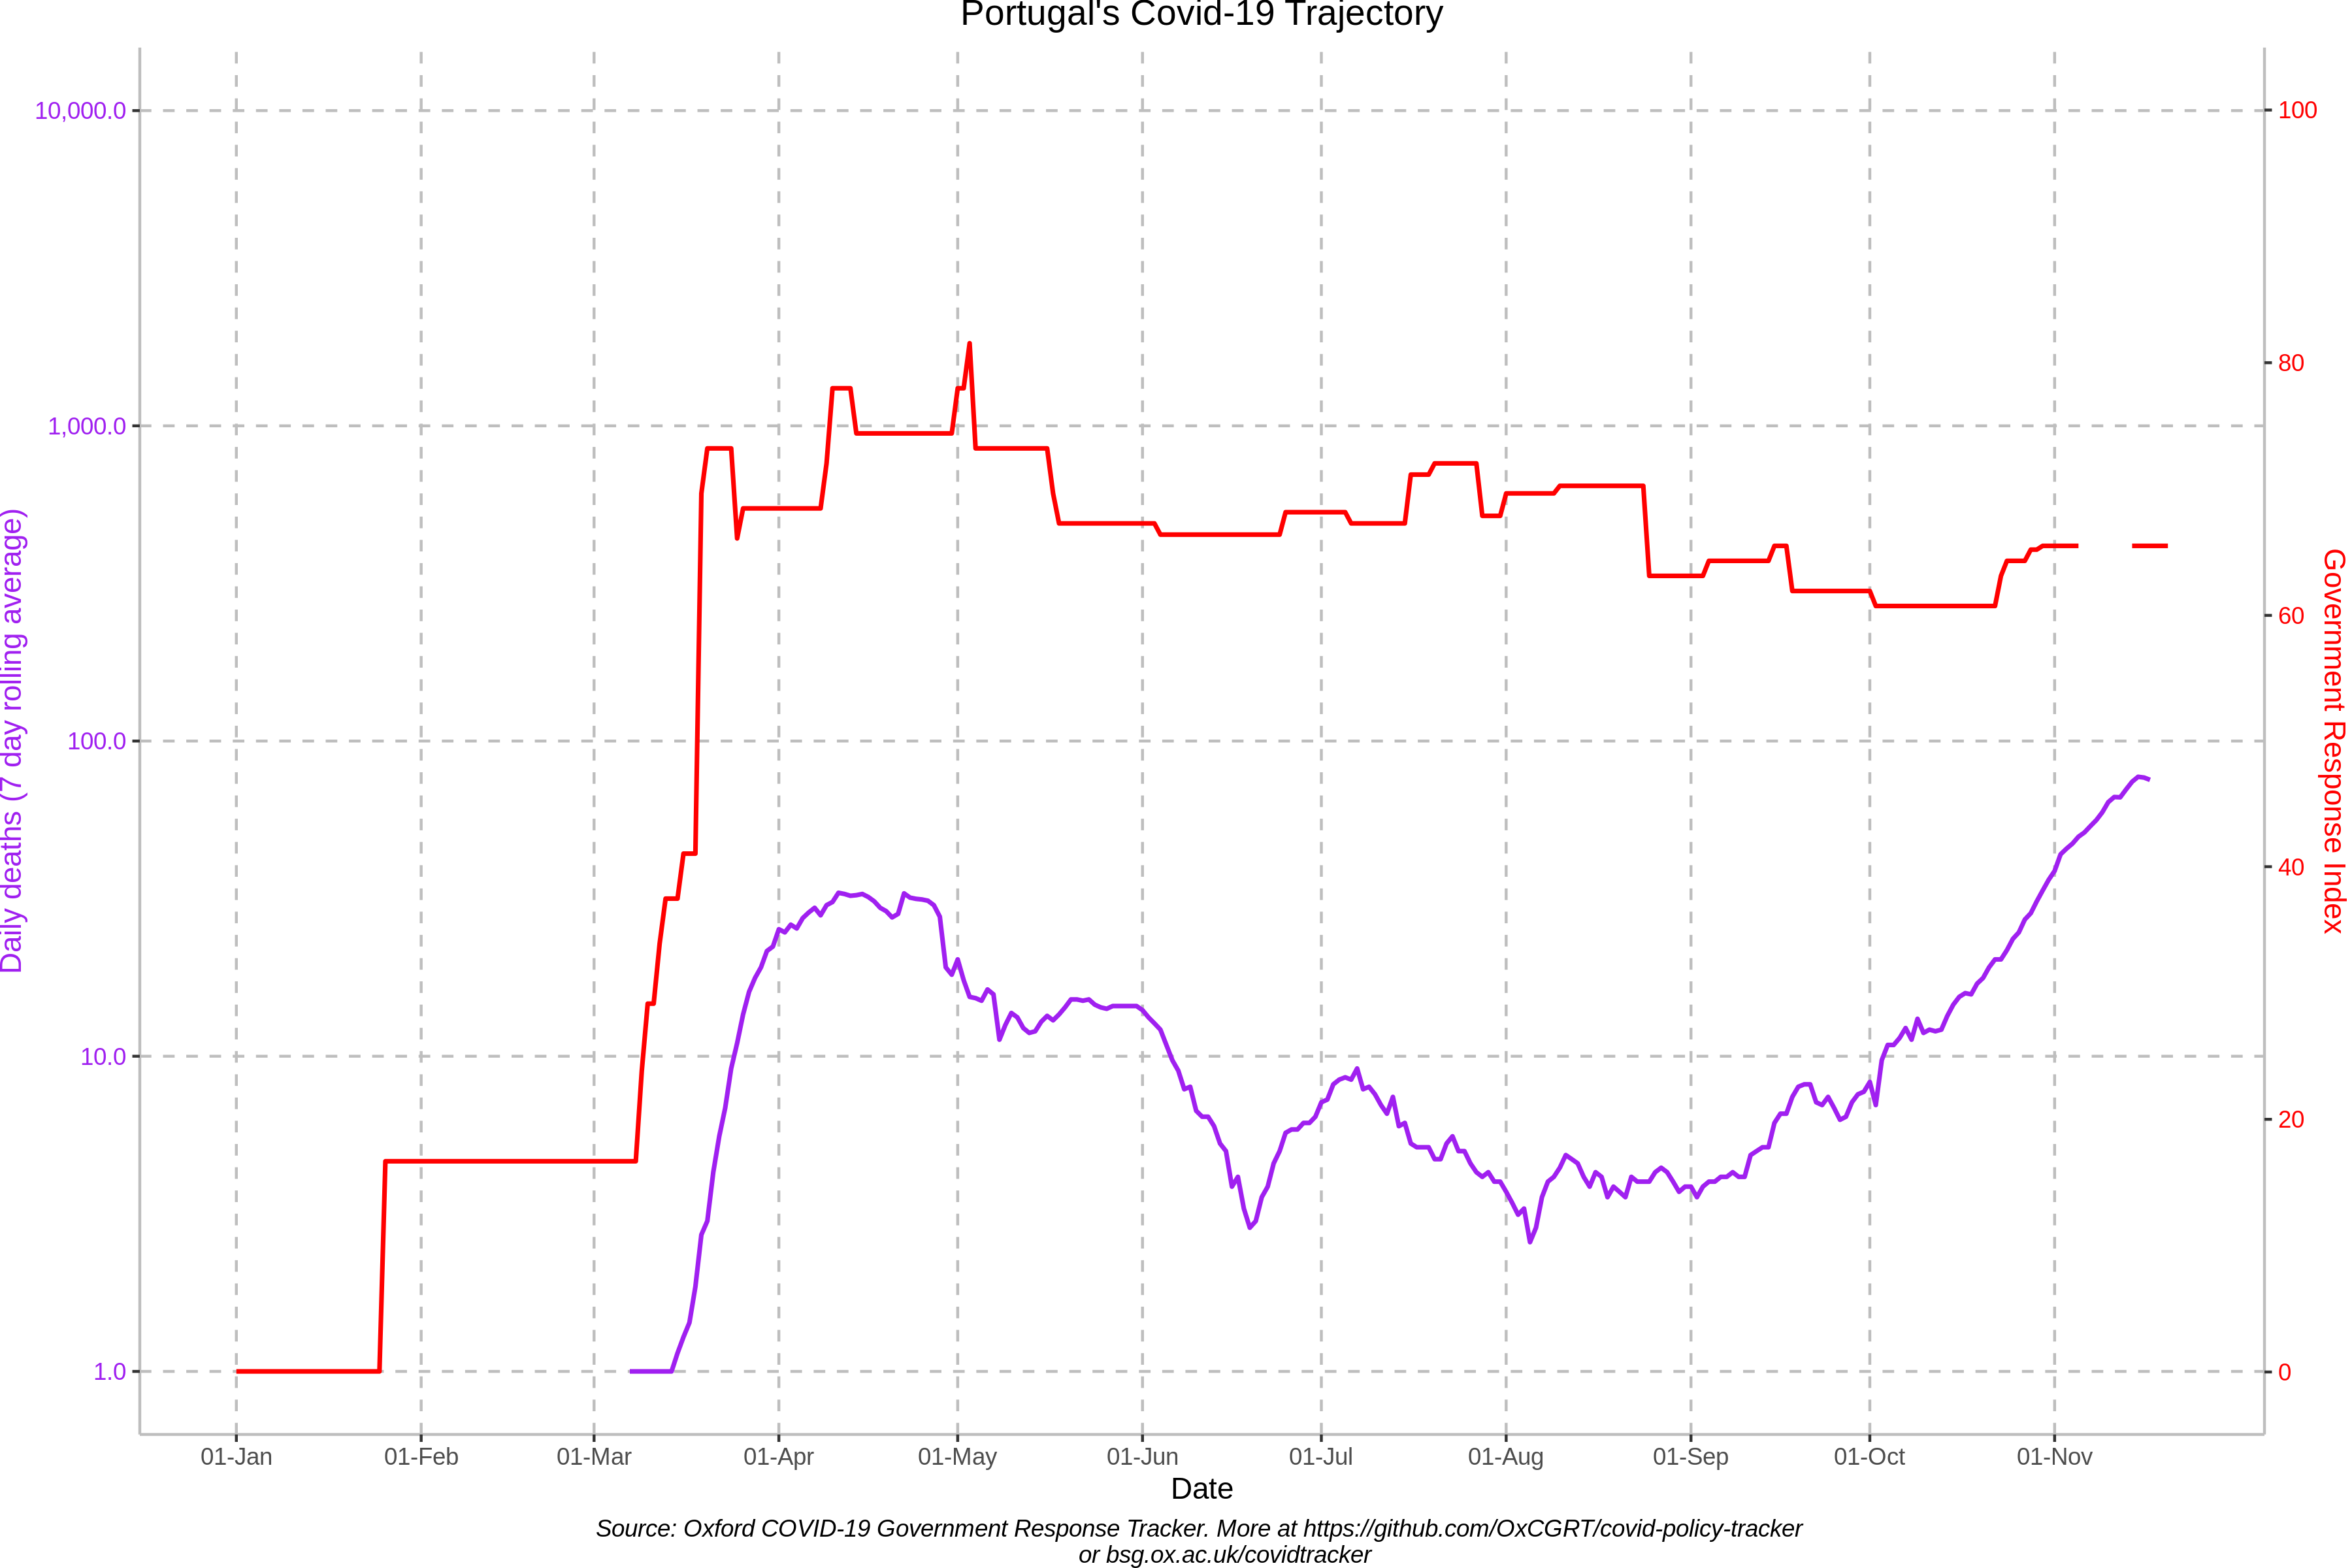 Portugal's Covid-19 Trajectory
10,000.0
1,000.0
100.0
10.0
1.0
Daily deaths (7 day rolling average)
100
80
60
40
20
0
Government Response Index
01-Jan
01-Feb
01-Mar
01-Apr
01-May
01-Jun
01-Jul
01-Aug
01-Sep
01-Oct
01-Nov
Date
Source: Oxford COVID-19 Government Response Tracker. More at https://github.com/OxCGRT/covid-policy-tracker
or bsg.ox.ac.uk/covidtracker